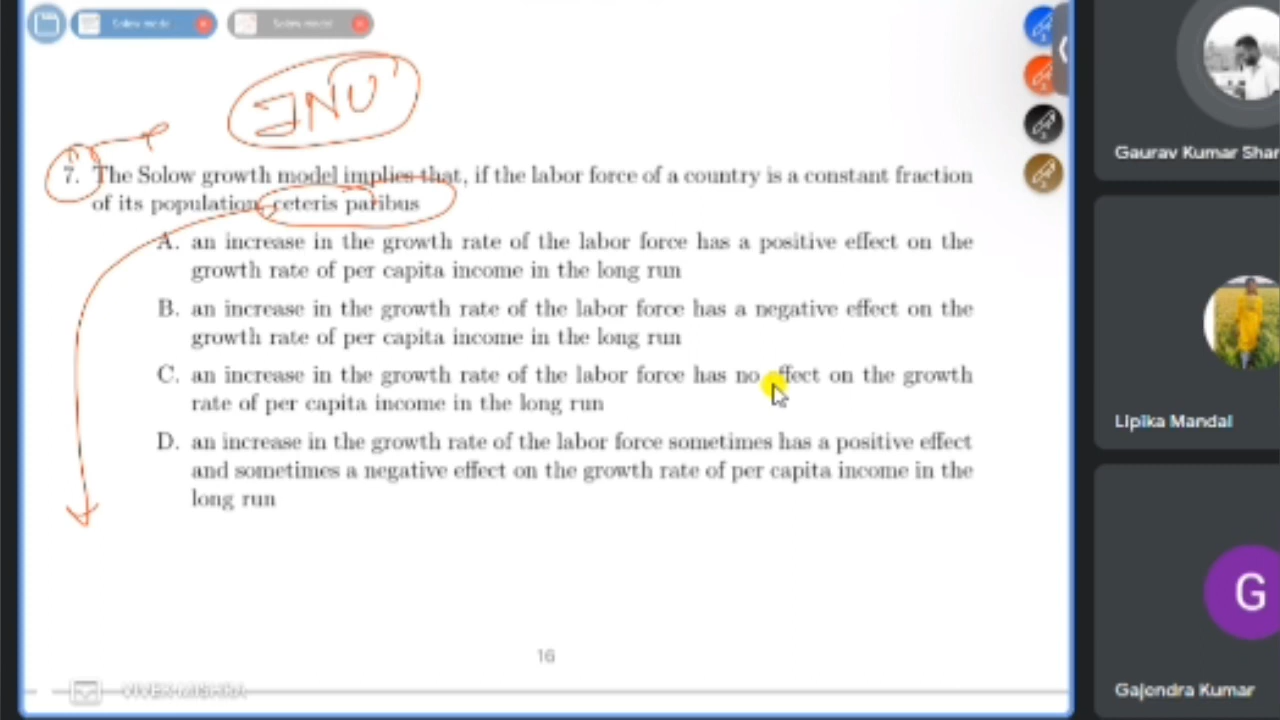 Solow mode
Solow model
JNU
7. The Solow growth model implies that, if the labor force of a country is a constant fraction
of its population, ceteris paribus
A. an increase in the growth rate of the labor force has a positive effect on the
growth rate of per capita income in the long run
B. an increase in the growth rate of the labor force has a negative effect on the
growth rate of per capita income in the long run
C. an increase in the growth rate of the labor force has no effect on the growth
rate of per capita income in the long run
D. an increase in the growth rate of the labor force sometimes has a positive effect
and sometimes a negative effect on the growth rate of per capita income in the
long run
16
VIVEK MISHRA
Gaurav Kumar Shar
Lipika Mandal
G
Gajendra Kumar